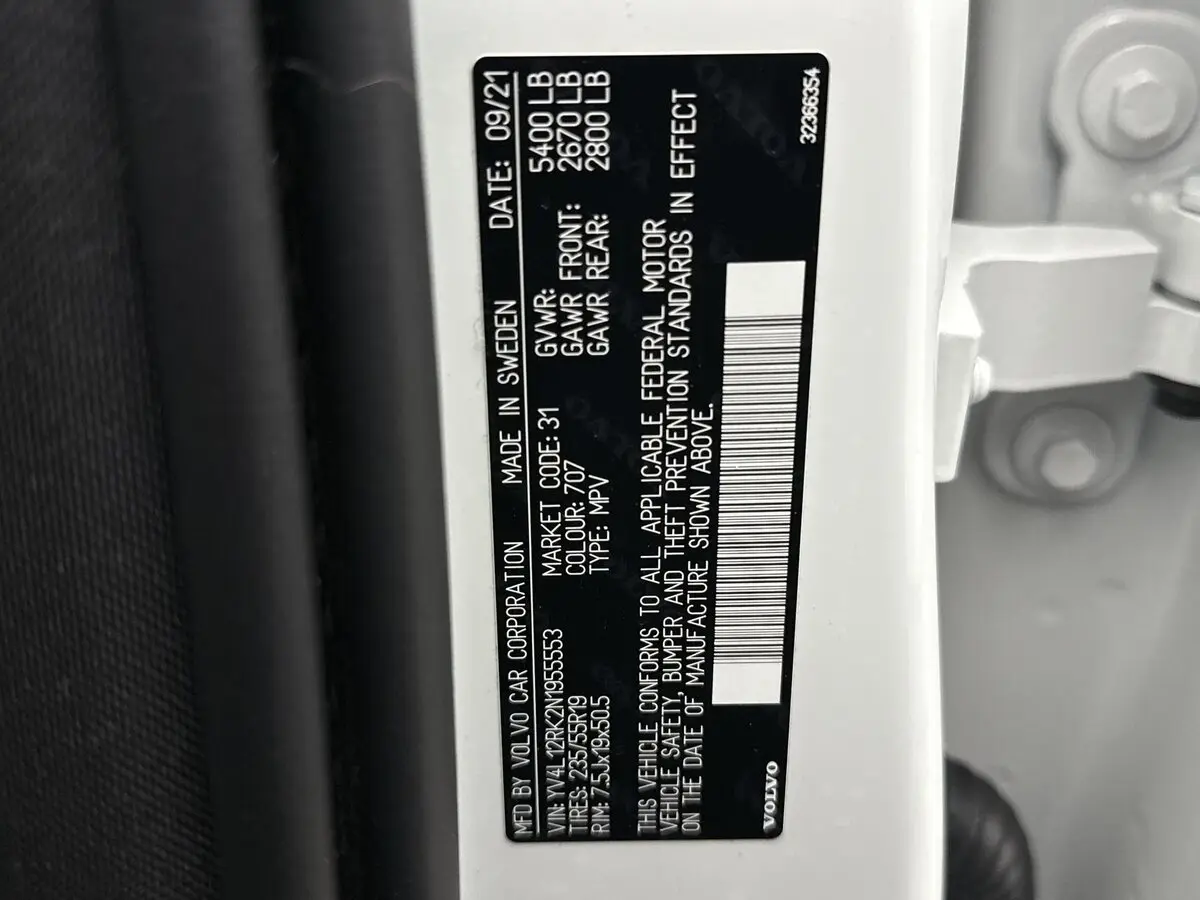 MFD BY VOLVO CAR CORPORATION MADE IN SWEDEN DATE: 09/21
VIN: YV4L12RK2N1955553 MARKET CODE: 31 GVWR: 5400 LB
TIRES: 235/55R19 COLOUR: 707 GAWR FRONT: 2670 LB
RIM: 7.5Jx19x50.5 TYPE: MPV GAWR REAR: 2800 LB
THIS VEHICLE CONFORMS TO ALL APPLICABLE FEDERAL MOTOR
VEHICLE SAFETY, BUMPER AND THEFT PREVENTION STANDARDS IN EFFECT
ON THE DATE OF MANUFACTURE SHOWN ABOVE.
VOLVO 32366354